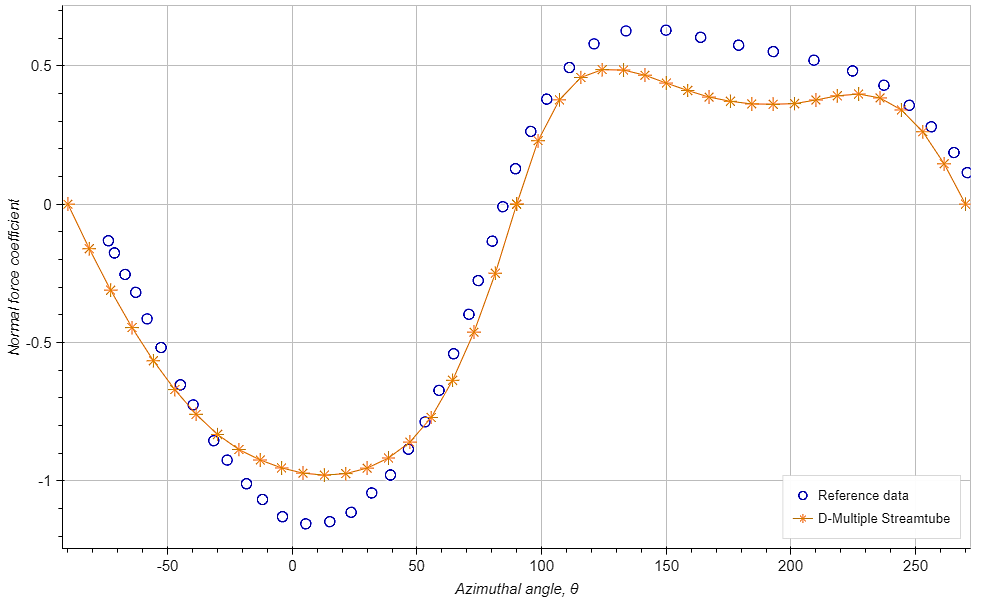 0.5
0
-0.5
-1
Normal force coefficient
-50
0
50
100
150
200
250
Azimuthal angle, θ
Reference data
D-Multiple Streamtube